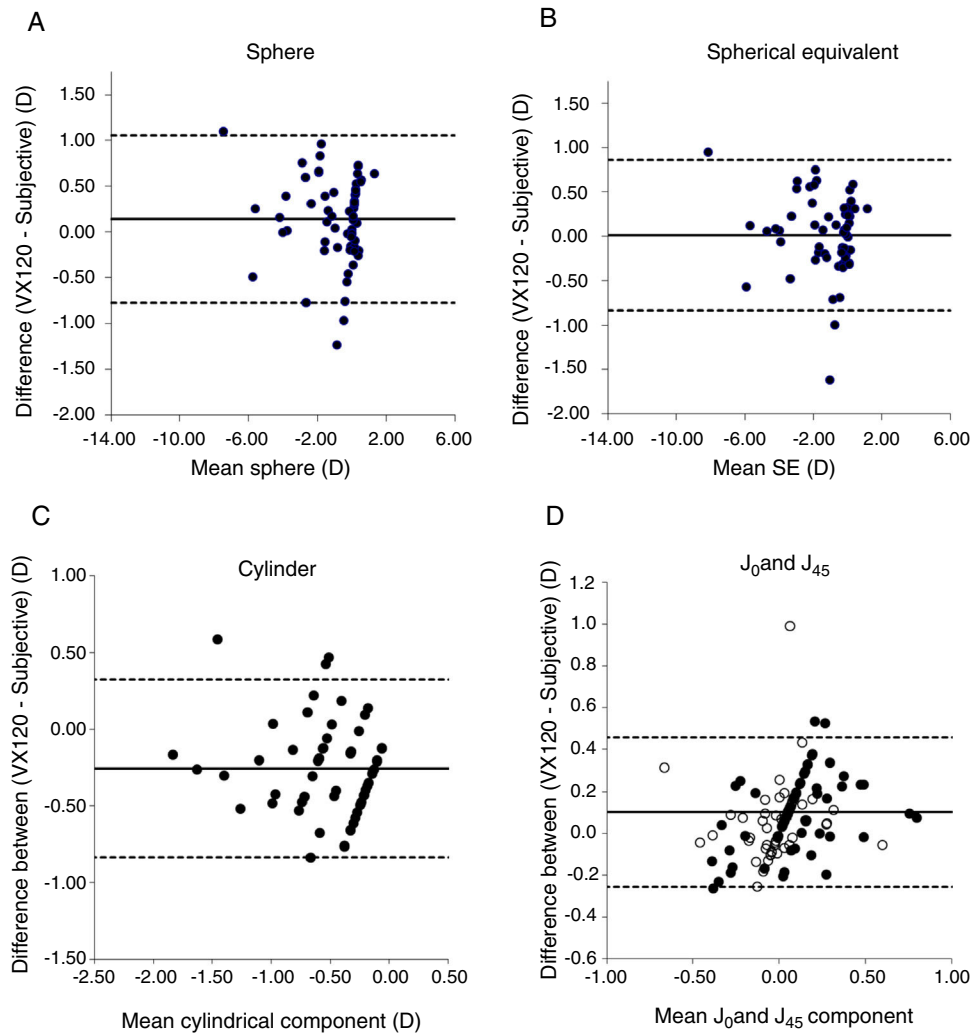 A
Sphere
Difference (VX120 - Subjective) (D)
1.50
1.00
0.50
0.00
-0.50
-1.00
-1.50
-2.00
-14.00 -10.00 -6.00 -2.00 2.00 6.00
Mean sphere (D)
B
Spherical equivalent
Difference (VX120 - Subjective) (D)
1.50
1.00
0.50
0.00
-0.50
-1.00
-1.50
-2.00
-14.00 -10.00 -6.00 -2.00 2.00 6.00
Mean SE (D)
C
Cylinder
Difference between (VX120 - Subjective) (D)
1.00
0.50
0.00
-0.50
-1.00
-1.50
-2.50 -2.00 -1.50 -1.00 -0.50 0.00 0.50
Mean cylindrical component (D)
D
J0and J45
Difference between (VX120 - Subjective) (D)
1.2
1.0
0.8
0.6
0.4
0.2
0.0
-0.2
-0.4
-0.6
-1.00 -0.50 0.00 0.50 1.00
Mean J0and J45 component